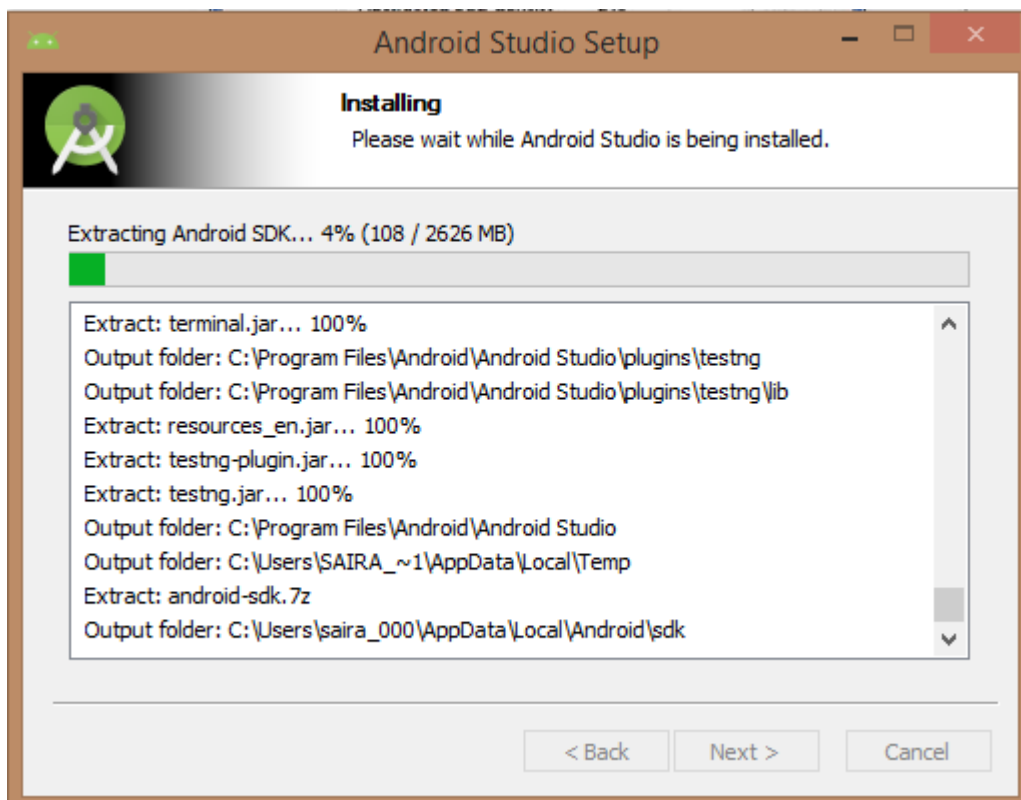 Android Studio Setup
Installing
Please wait while Android Studio is being installed.
Extracting Android SDK... 4% (108 / 2626 MB)
Extract: terminal.jar... 100%
Output folder: C:\Program Files\Android\Android Studio\plugins\testng
Output folder: C:\Program Files\Android\Android Studio\plugins\testng\lib
Extract: resources_en.jar... 100%
Extract: testng-plugin.jar... 100%
Extract: testng.jar... 100%
Output folder: C:\Program Files\Android\Android Studio
Output folder: C:\Users\SAIRA_~1\AppData\Local\Temp
Extract: android-sdk.7z
Output folder: C:\Users\saira_000\AppData\Local\Android\sdk
< Back
Next >
Cancel